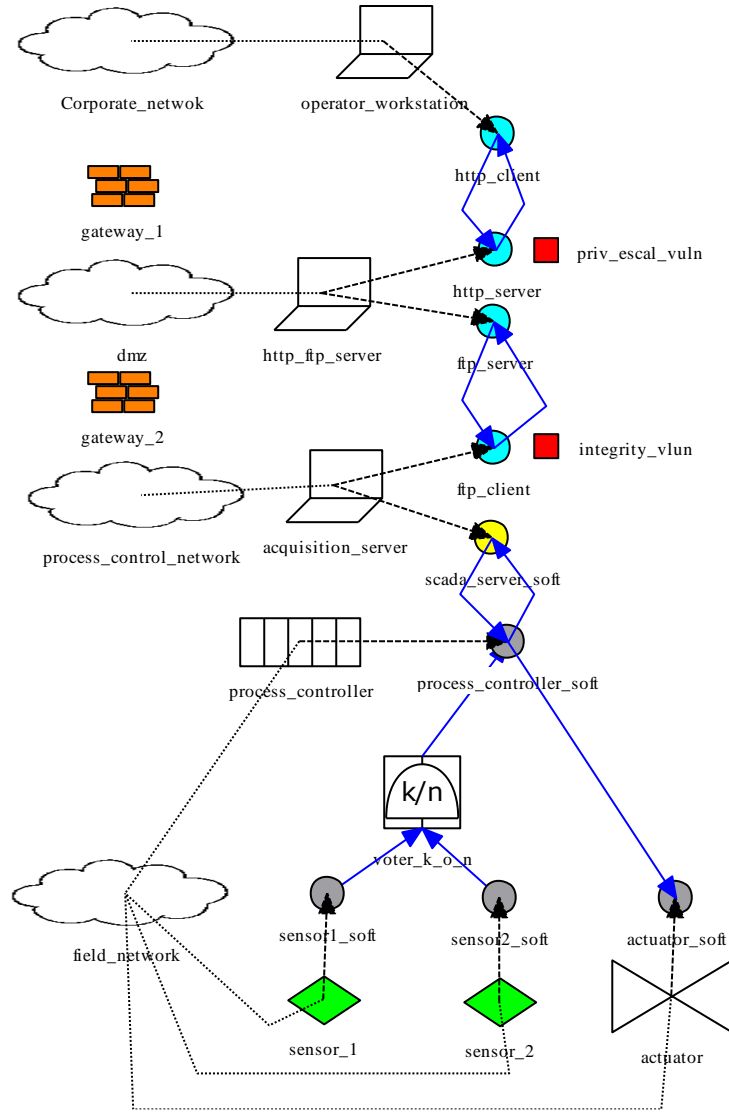 Corporate_netwok
operator_workstation
http_client
gateway_1
priv_escal_vuln
http_server
dmz
http_ftp_server
ftp_server
gateway_2
integrity_vlun
ftp_client
process_control_network
acquisition_server
scada_server_soft
process_controller
process_controller_soft
k/n
voter_k_o_n
sensor1_soft
sensor2_soft
actuator_soft
field_network
sensor_1
sensor_2
actuator